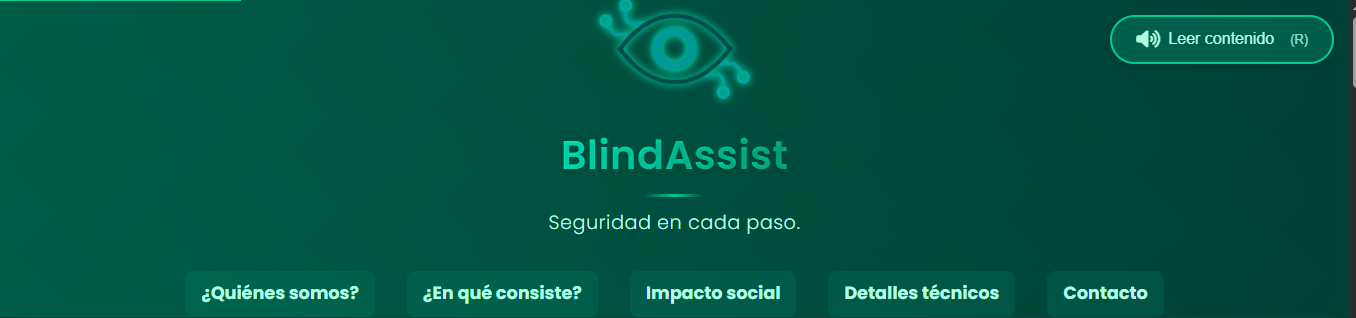 Leer contenido (R)
BlindAssist
Seguridad en cada paso.
¿Quiénes somos? ¿En qué consiste? Impacto social Detalles técnicos Contacto